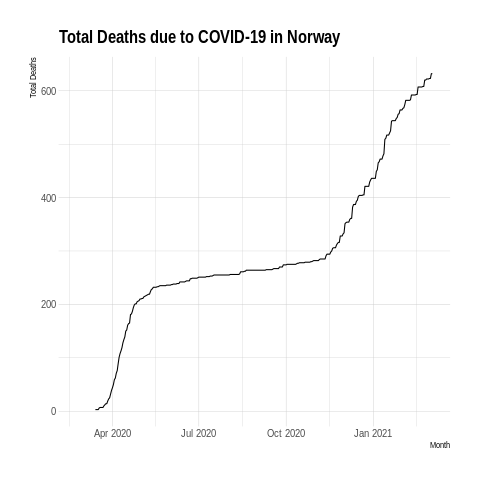 Total Deaths due to COVID-19 in Norway
Total Deaths
600
400
200
0
Apr 2020 Jul 2020 Oct 2020 Jan 2021
Month